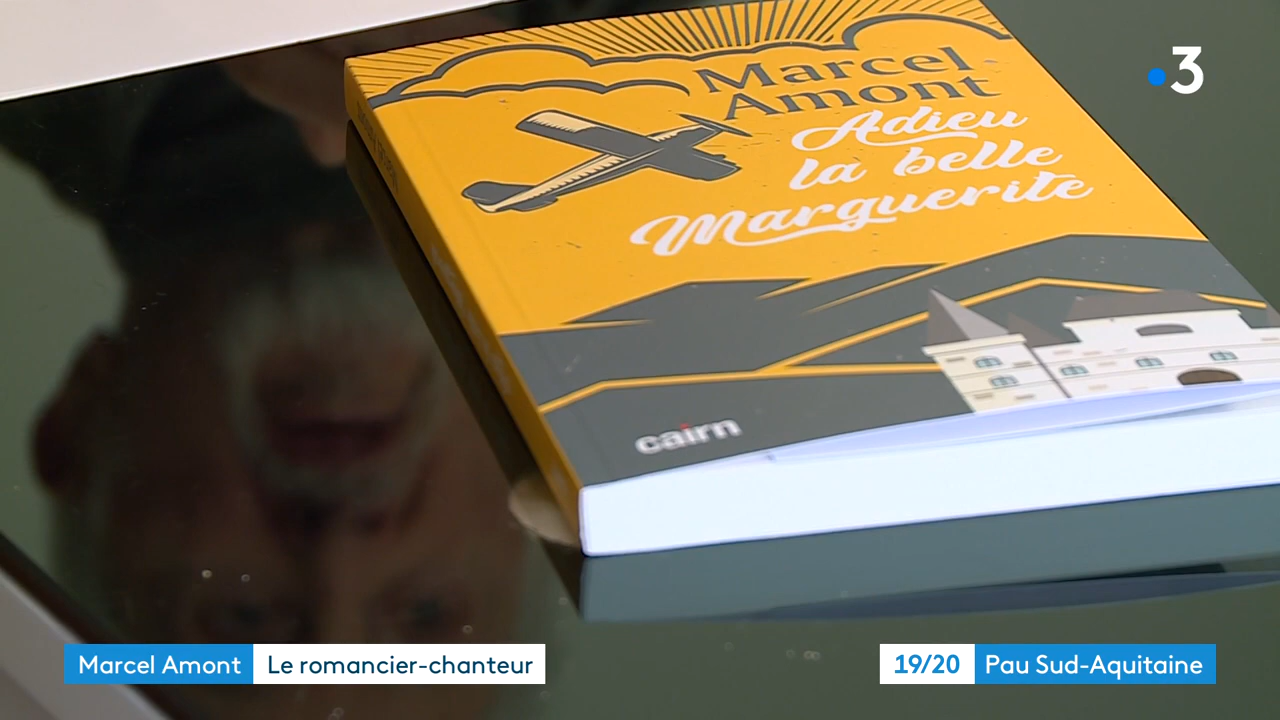 3
Marcel
Amont
Adieu
la belle
Marguerite
cairn
Marcel Amont Le romancier-chanteur
19/20 Pau Sud-Aquitaine